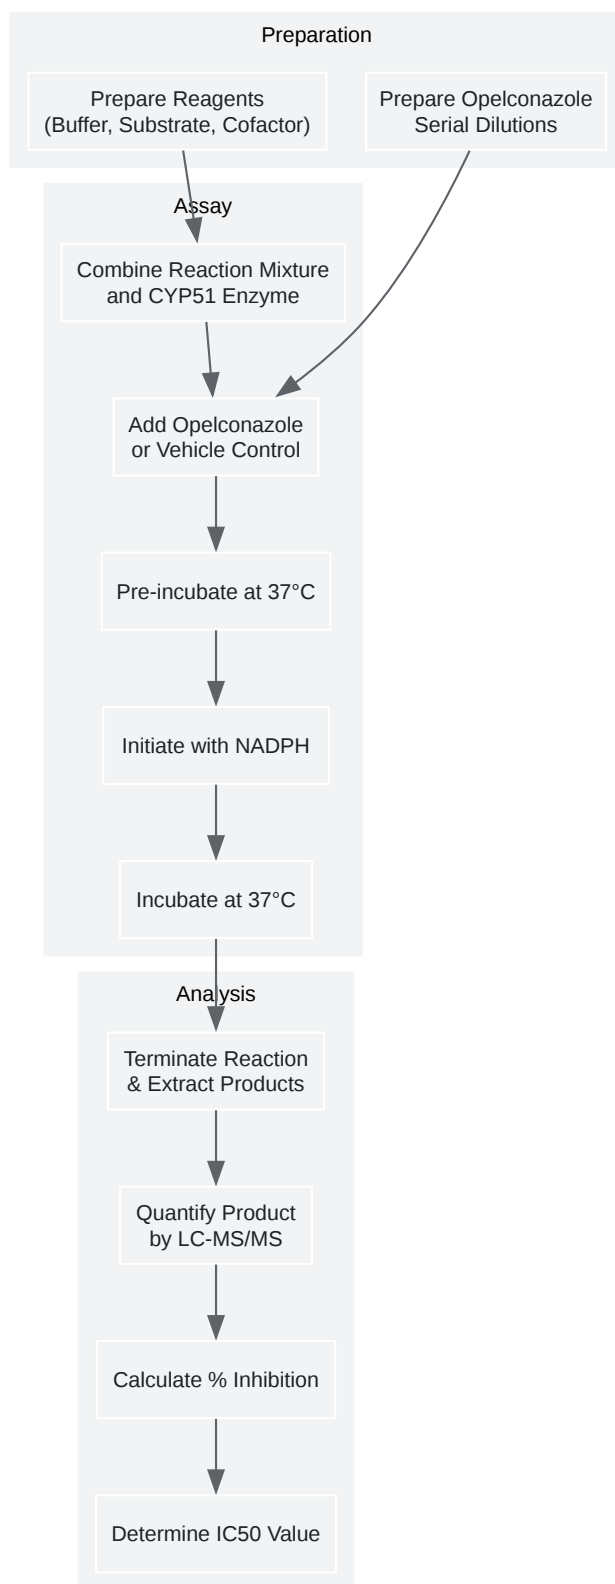 Preparation
Prepare Reagents
(Buffer, Substrate, Cofactor)
Prepare Opelconazole
Serial Dilutions
Assay
Combine Reaction Mixture
and CYP51 Enzyme
Add Opelconazole
or Vehicle Control
Pre-incubate at 37°C
Initiate with NADPH
Incubate at 37°C
Analysis
Terminate Reaction
& Extract Products
Quantify Product
by LC-MS/MS
Calculate % Inhibition
Determine IC50 Value